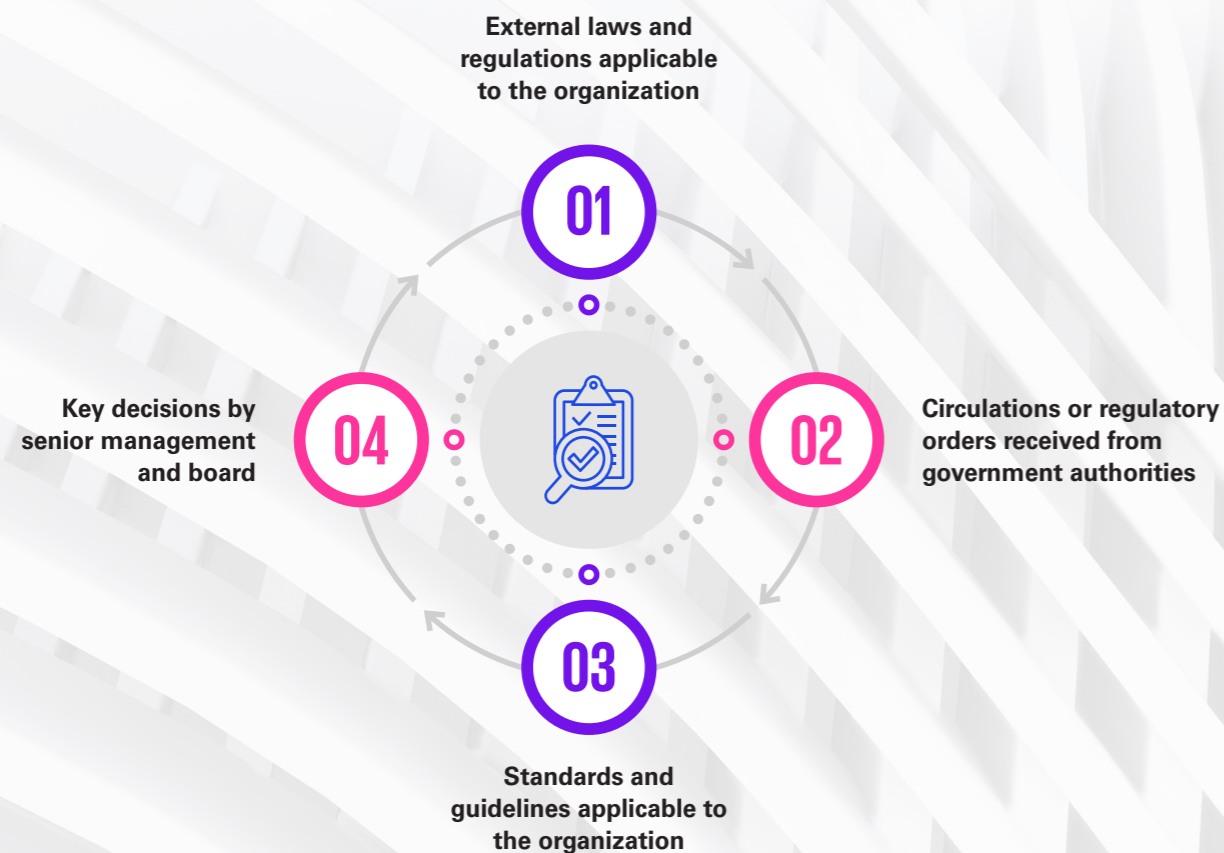 External laws and
regulations applicable
to the organization
01
02
Circulations or regulatory
orders received from
government authorities
03
Standards and
guidelines applicable to
the organization
04
Key decisions by
senior management
and board